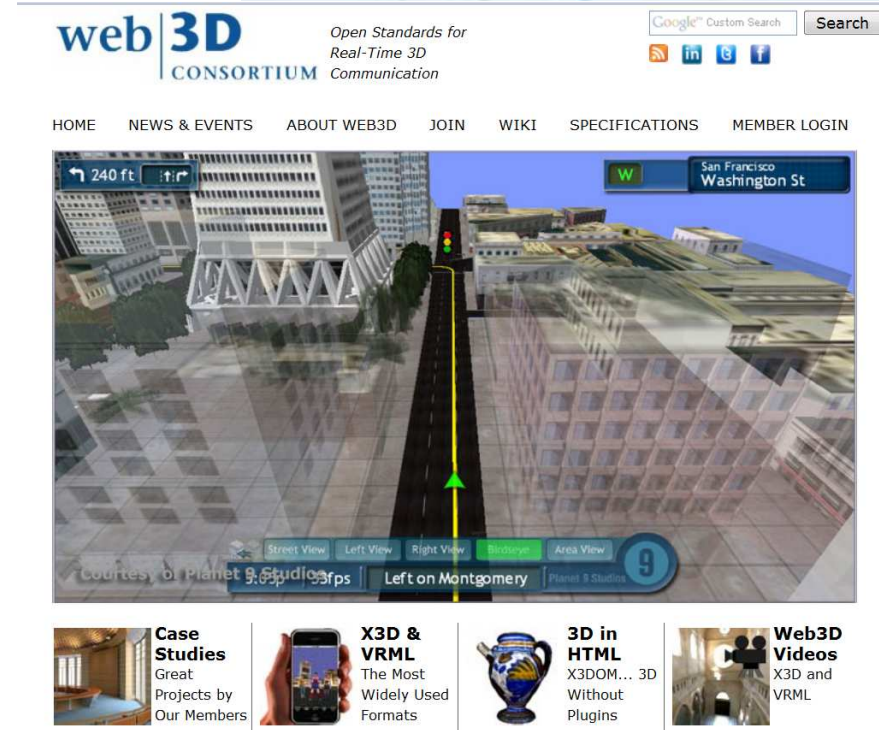 web 3D
CONSORTIUM
Open Standards for
Real-Time 3D
Communication
Google™ Custom Search
Search
HOME NEWS & EVENTS ABOUT WEB3D JOIN WIKI SPECIFICATIONS MEMBER LOGIN
240 ft
W
San Francisco
Washington St
Street View Left View Right View Birdseye Area View
Courtesy of Planet 9 Studios
33fps
Left on Montgomery
Planet 9 Studios
9
Case
Studies
Great
Projects by
Our Members
X3D &
VRML
The Most
Widely Used
Formats
3D in
HTML
X3DOM... 3D
Without
Plugins
Web3D
Videos
X3D and
VRML